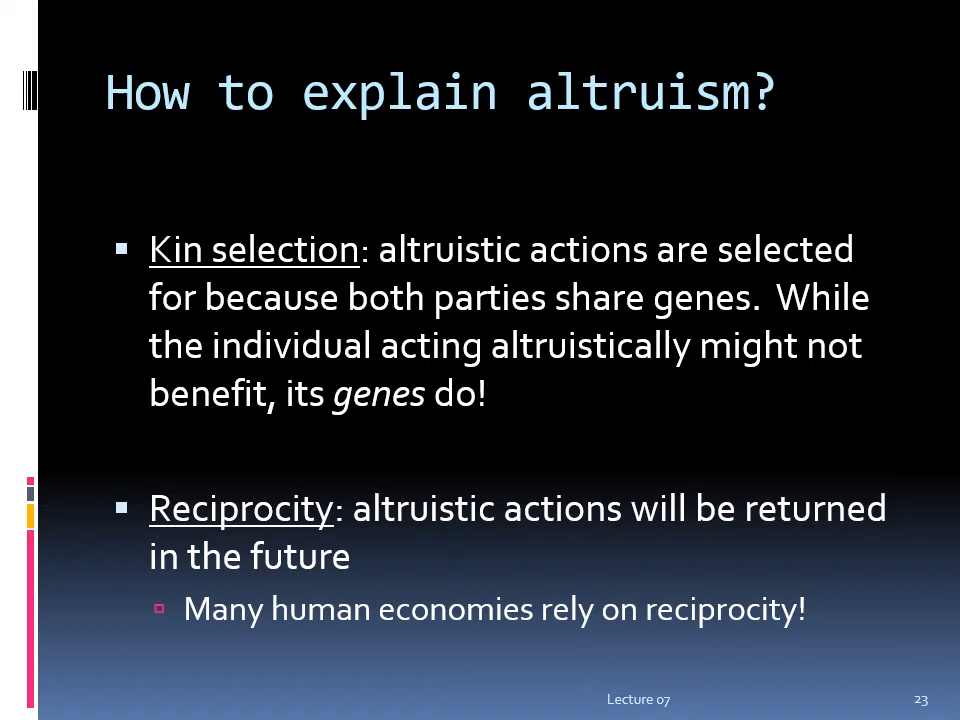 How to explain altruism?
Kin selection: altruistic actions are selected
for because both parties share genes.  While
the individual acting altruistically might not
benefit, its genes do!
Reciprocity: altruistic actions will be returned
in the future
Many human economies rely on reciprocity!
Lecture 07
23